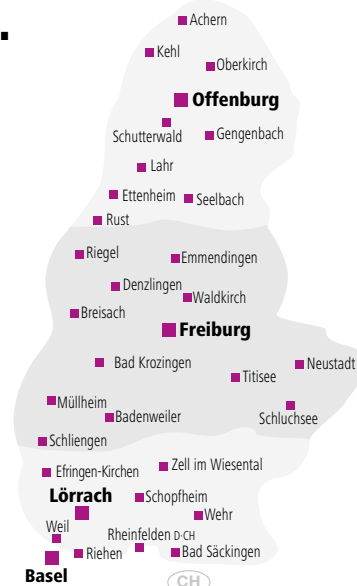 Achern
Kehl
Oberkirch
Offenburg
Schutterwald
Gengenbach
Lahr
Ettenheim
Seelbach
Rust
Riegel
Emmendingen
Denzlingen
Waldkirch
Breisach
Freiburg
Bad Krozingen
Neustadt
Titisee
Müllheim
Badenweiler
Schluchsee
Schliengen
Efringen-Kirchen
Zell im Wiesental
Lörrach
Schopfheim
Wehr
Weil
Rheinfelden D·CH
Riehen
Bad Säckingen
Basel
CH